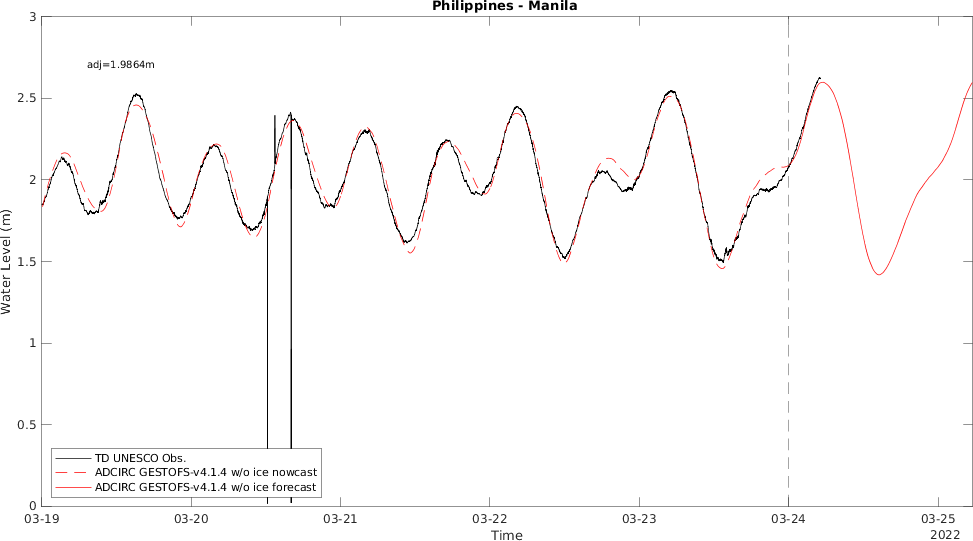 Philippines - Manila
3
adj=1.9864m
2.5
2
1.5
1
0.5
0
Water Level (m)
TD UNESCO Obs.
ADCIRC GESTOFS-v4.1.4 w/o ice nowcast
ADCIRC GESTOFS-v4.1.4 w/o ice forecast
03-19 03-20 03-21 03-22 03-23 03-24 03-25
Time
2022